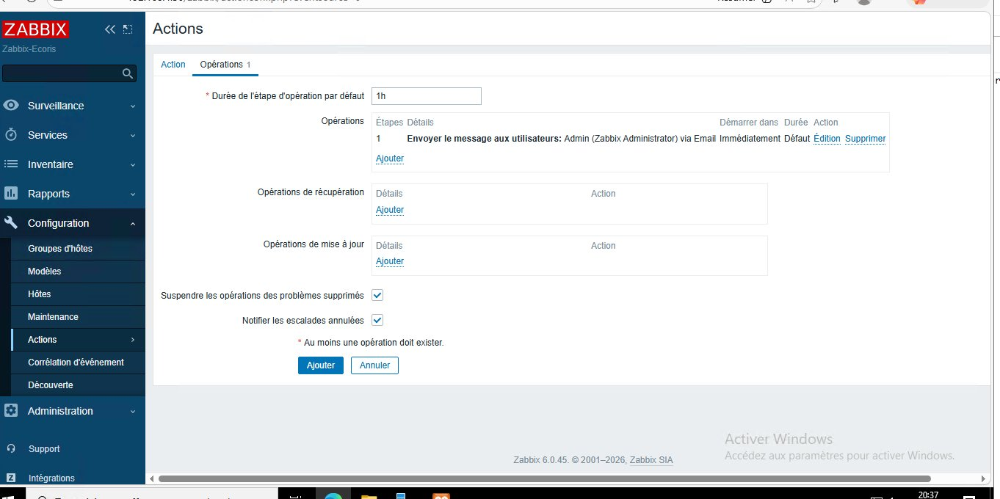 ZABBIX
Zabbix-Ecoris
Surveillance
Services
Inventaire
Rapports
Configuration
Groupes d'hôtes
Modèles
Hôtes
Maintenance
Actions
Corrélation d'événement
Découverte
Administration
Support
Intégrations
Actions
Action Opérations 1
* Durée de l'étape d'opération par défaut 1h
Opérations
Étapes Détails Démarrer dans Durée Action
1 Envoyer le message aux utilisateurs: Admin (Zabbix Administrator) via Email Immédiatement Défaut Édition Supprimer
Ajouter
Opérations de récupération
Détails Action
Ajouter
Opérations de mise à jour
Détails Action
Ajouter
Suspendre les opérations des problèmes supprimés
Notifier les escalades annulées
* Au moins une opération doit exister.
Ajouter Annuler
Zabbix 6.0.45. © 2001–2026, Zabbix SIA
Activer Windows
Accédez aux paramètres pour activer Windows.
20:37